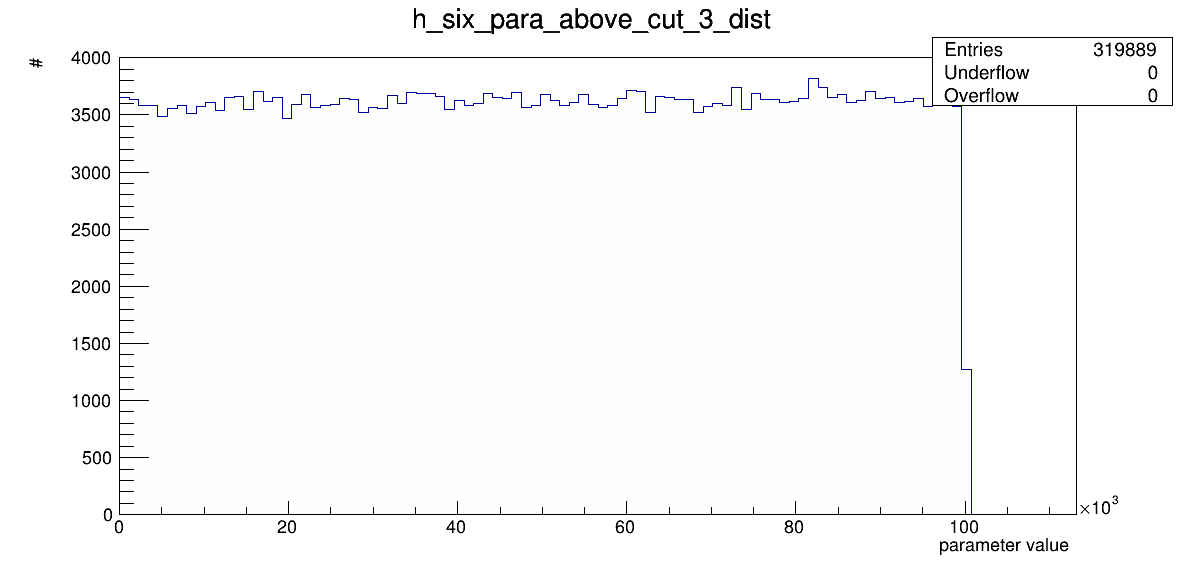 h_six_para_above_cut_3_dist
Entries 319889
Underflow 0
Overflow 0
#
4000
3500
3000
2500
2000
1500
1000
500
0
0 20 40 60 80 100
×10³
parameter value